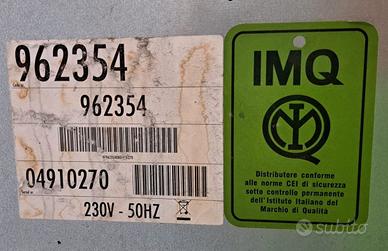 962354
962354
04910270
230V - 50HZ
IMQ
Distributore conforme
alle norme CEI di sicurezza
sotto controllo permanente
dell'Istituto Italiano del
Marchio di Qualità
subito